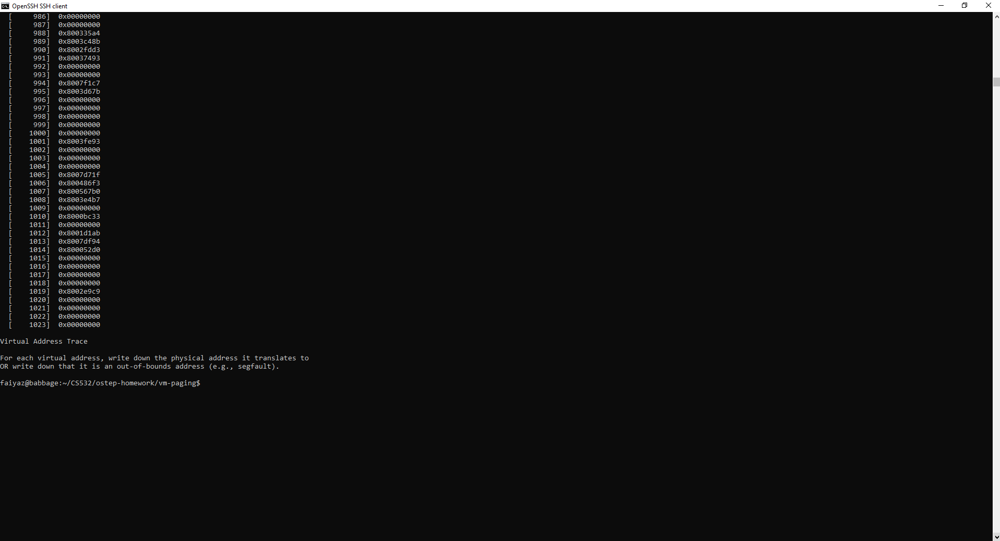 OpenSSH SSH client
[     986]  0x00000000
[     987]  0x00000000
[     988]  0x800335a4
[     989]  0x8003c48b
[     990]  0x8002fdd3
[     991]  0x80037493
[     992]  0x00000000
[     993]  0x00000000
[     994]  0x8007f1c7
[     995]  0x8003d67b
[     996]  0x00000000
[     997]  0x00000000
[     998]  0x00000000
[     999]  0x00000000
[    1000]  0x00000000
[    1001]  0x8003fe93
[    1002]  0x00000000
[    1003]  0x00000000
[    1004]  0x00000000
[    1005]  0x8007d71f
[    1006]  0x800486f3
[    1007]  0x800567b0
[    1008]  0x8003e4b7
[    1009]  0x00000000
[    1010]  0x8000bc33
[    1011]  0x00000000
[    1012]  0x8001d1ab
[    1013]  0x8007df94
[    1014]  0x800052d0
[    1015]  0x00000000
[    1016]  0x00000000
[    1017]  0x00000000
[    1018]  0x00000000
[    1019]  0x8002e9c9
[    1020]  0x00000000
[    1021]  0x00000000
[    1022]  0x00000000
[    1023]  0x00000000
Virtual Address Trace
For each virtual address, write down the physical address it translates to
OR write down that it is an out-of-bounds address (e.g., segfault).
faiyaz@babbage:~/CS532/ostep-homework/vm-paging$